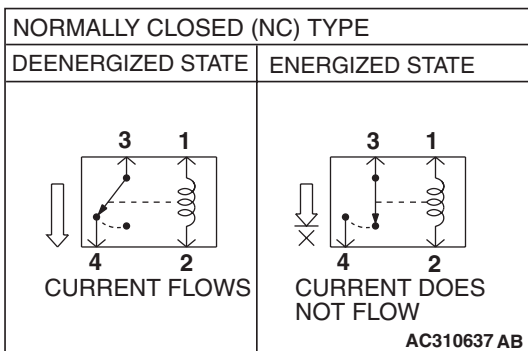 NORMALLY CLOSED (NC) TYPE
DEENERGIZED STATE
ENERGIZED STATE
3 1
4 2
CURRENT FLOWS
3 1
4 2
CURRENT DOES
NOT FLOW
AC310637 AB